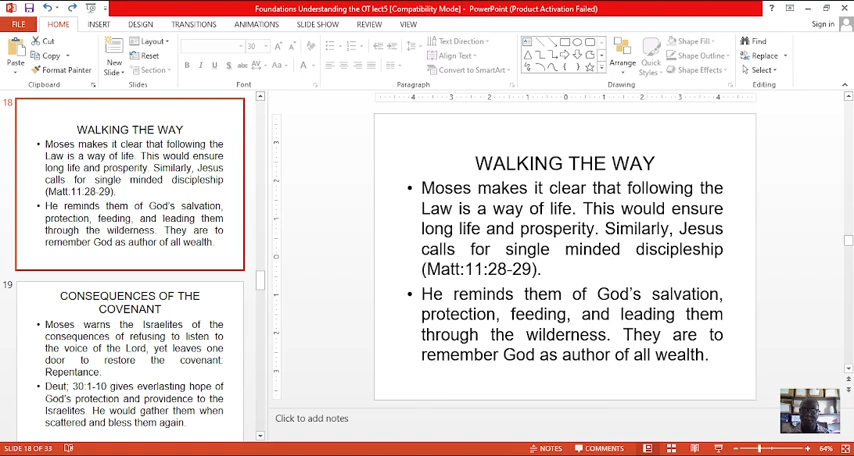 Foundations Understanding the OT lect5 [Compatibility Mode] - PowerPoint (Product Activation Failed)
FILE HOME INSERT DESIGN TRANSITIONS ANIMATIONS SLIDE SHOW REVIEW VIEW Sign in
Paste
Cut
Copy
Format Painter
Clipboard
New
Slide
Layout
Reset
Section
Slides
30
B I U S abc AV Aa A
Font
Text Direction
Align Text
Convert to SmartArt
Paragraph
Arrange
Quick
Styles
Shape Fill
Shape Outline
Shape Effects
Drawing
Find
Replace
Select
Editing
18
WALKING THE WAY
• Moses makes it clear that following the
Law is a way of life. This would ensure
long life and prosperity. Similarly, Jesus
calls for single minded discipleship
(Matt:11:28-29).
• He reminds them of God's salvation,
protection, feeding, and leading them
through the wilderness. They are to
remember God as author of all wealth.
19
CONSEQUENCES OF THE
COVENANT
• Moses warns the Israelites of the
consequences of refusing to listen to
the voice of the Lord, yet leaves one
door to restore the covenant:
Repentance.
• Deut; 30:1-10 gives everlasting hope of
God's protection and providence to the
Israelites. He would gather them when
scattered and bless them again.
WALKING THE WAY
• Moses makes it clear that following the
Law is a way of life. This would ensure
long life and prosperity. Similarly, Jesus
calls for single minded discipleship
(Matt:11:28-29).
• He reminds them of God's salvation,
protection, feeding, and leading them
through the wilderness. They are to
remember God as author of all wealth.
Click to add notes
SLIDE 18 OF 33 NOTES COMMENTS 64%